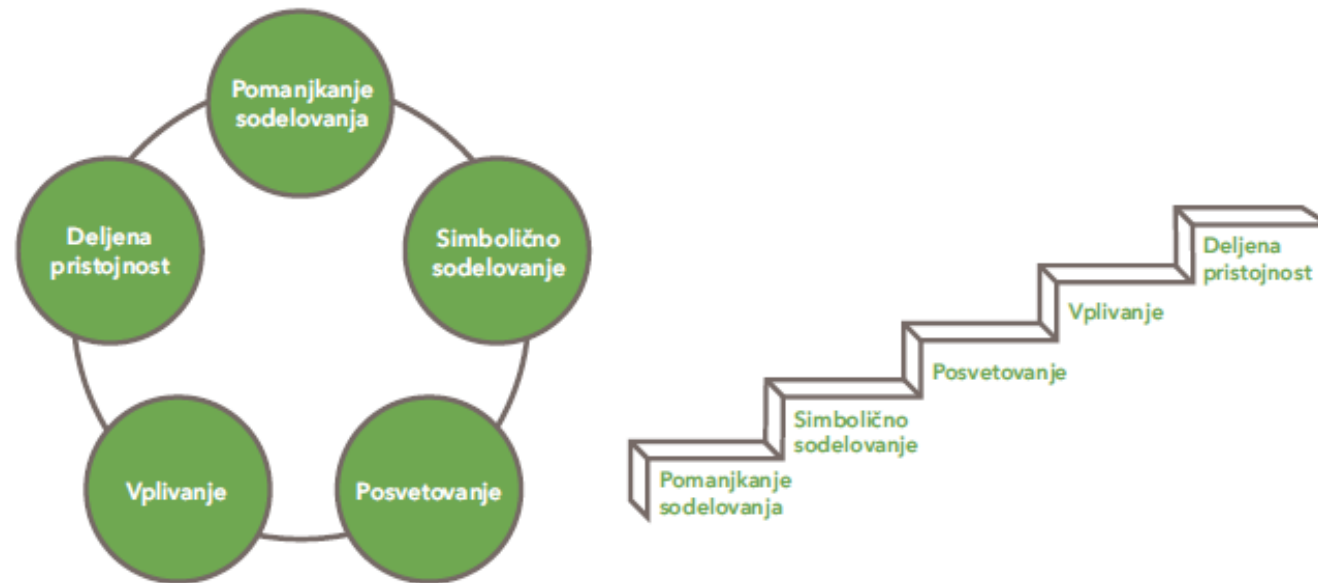 Pomanjkanje
sodelovanja
Deljena
pristojnost
Simbolično
sodelovanje
Vplivanje
Posvetovanje
Deljena
pristojnost
Vplivanje
Posvetovanje
Simbolično
sodelovanje
Pomanjkanje
sodelovanja